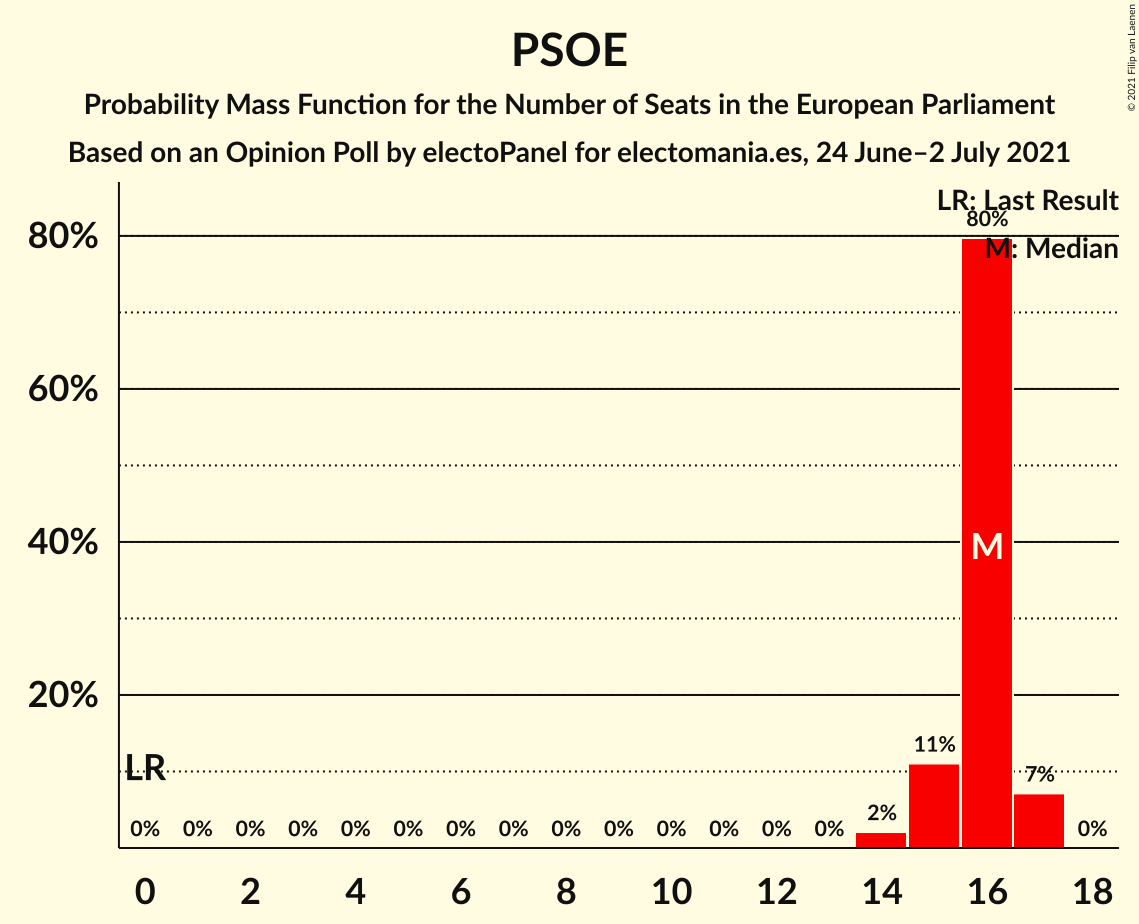 PSOE
Probability Mass Function for the Number of Seats in the European Parliament
Based on an Opinion Poll by electoPanel for electomania.es, 24 June–2 July 2021
© 2021 Filip van Laenen
LR: Last Result
M: Median
80%
60%
40%
20%
LR
0% 0% 0% 0% 0% 0% 0% 0% 0% 0% 0% 0% 0% 0% 2% 11% 80% 7% 0%
M
0 2 4 6 8 10 12 14 16 18